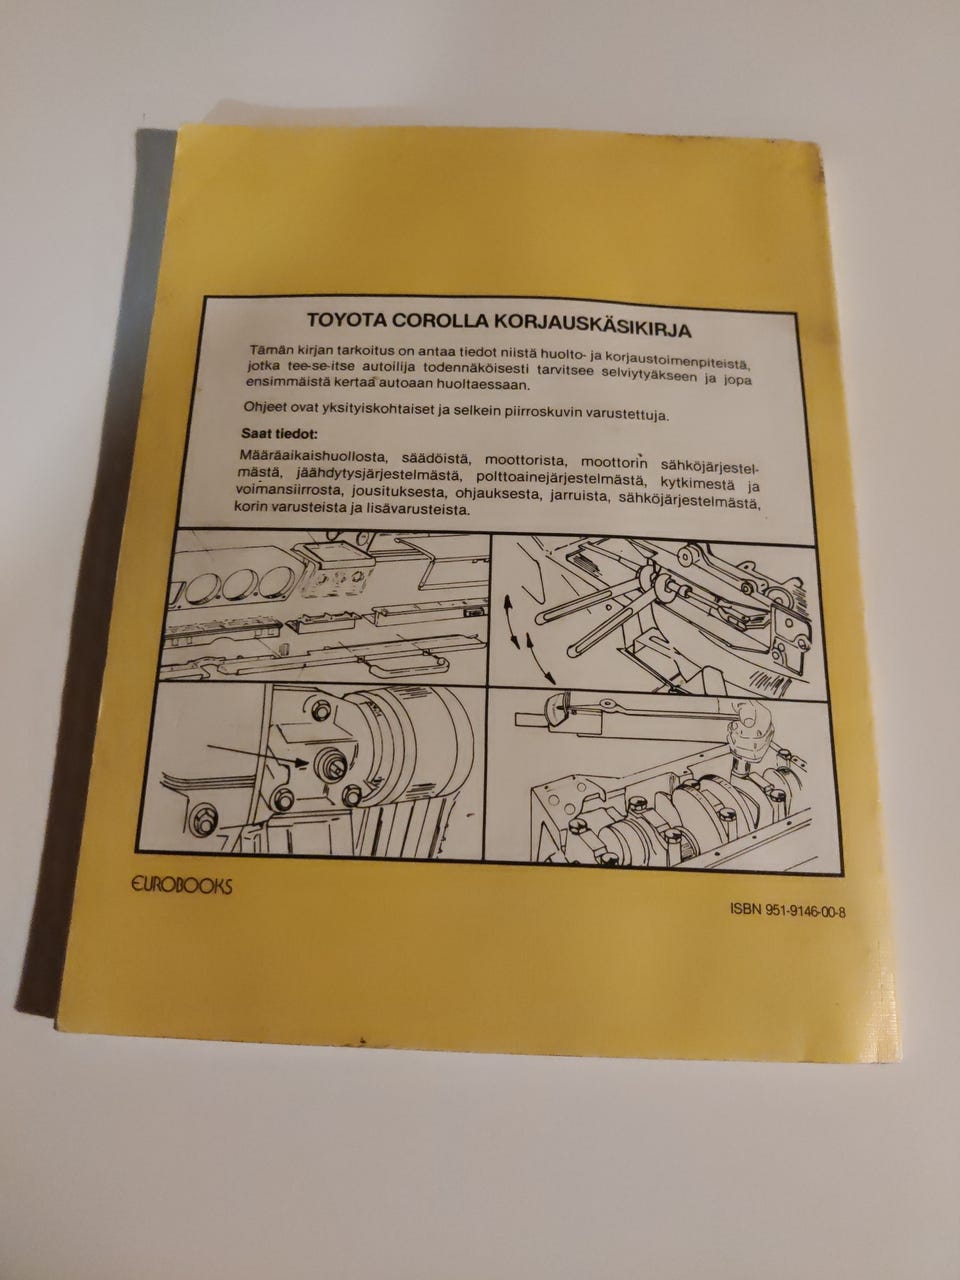 TOYOTA COROLLA KORJAUSKÄSIKIRJA
Tämän kirjan tarkoitus on antaa tiedot niistä huolto- ja korjaustoimenpiteistä,
jotka tee-se-itse autoilija todennäköisesti tarvitsee selviytyäkseen ja jopa
ensimmäistä kertaa autoaan huoltaessaan.
Ohjeet ovat yksityiskohtaiset ja selkein piirroskuvin varustettuja.
Saat tiedot:
Määräaikaishuollosta, säädöistä, moottorista, moottorin sähköjärjestel-
mästä, jäähdytysjärjestelmästä, polttoainejärjestelmästä, kytkimestä ja
voimansiirrosta, jousituksesta, ohjauksesta, jarruista, sähköjärjestelmästä,
korin varusteista ja lisävarusteista.
EUROBOOKS
ISBN 951-9146-00-8